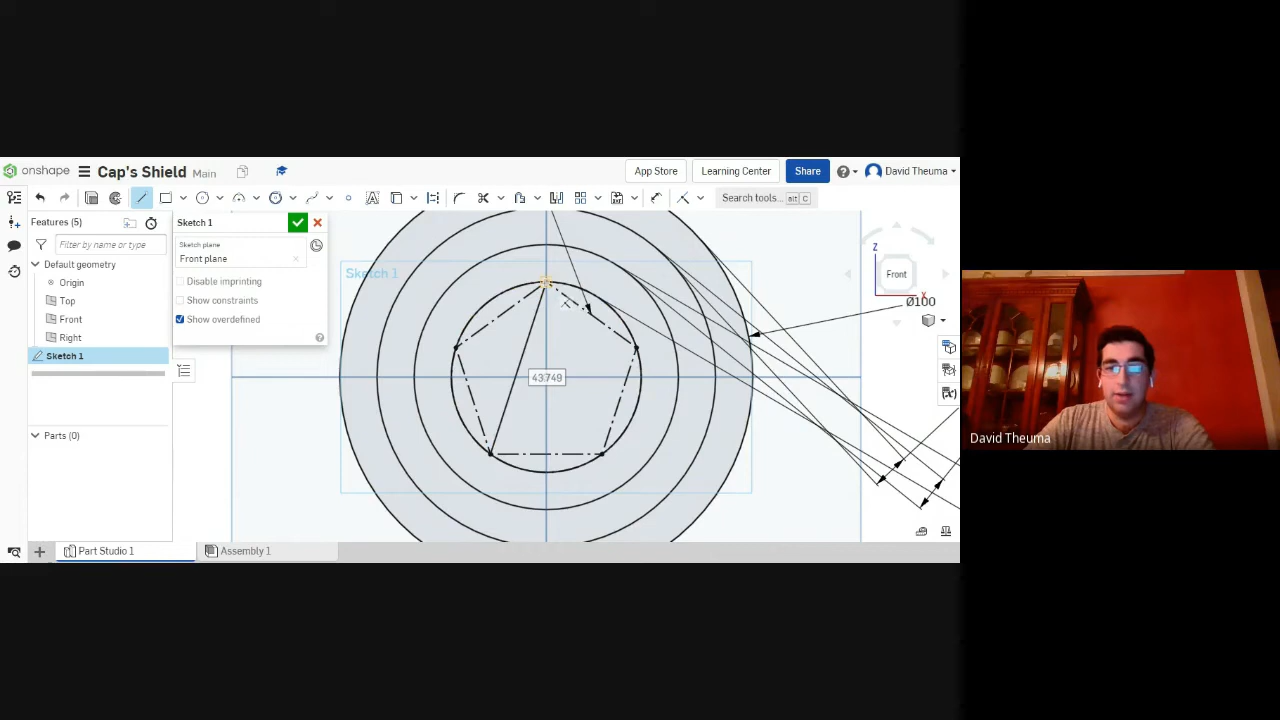 onshape Cap's Shield Main App Store Learning Center Share David Theuma
Search tools... alt C
Features (5) Sketch 1
Filter by name or type
Sketch plane
Front plane
Default geometry
Origin
Top
Front
Right
Sketch 1
Parts (0)
Disable imprinting
Show constraints
Show overdefined
Sketch 1
43.749
Z
Front
X
Ø100
David Theuma
Part Studio 1 Assembly 1